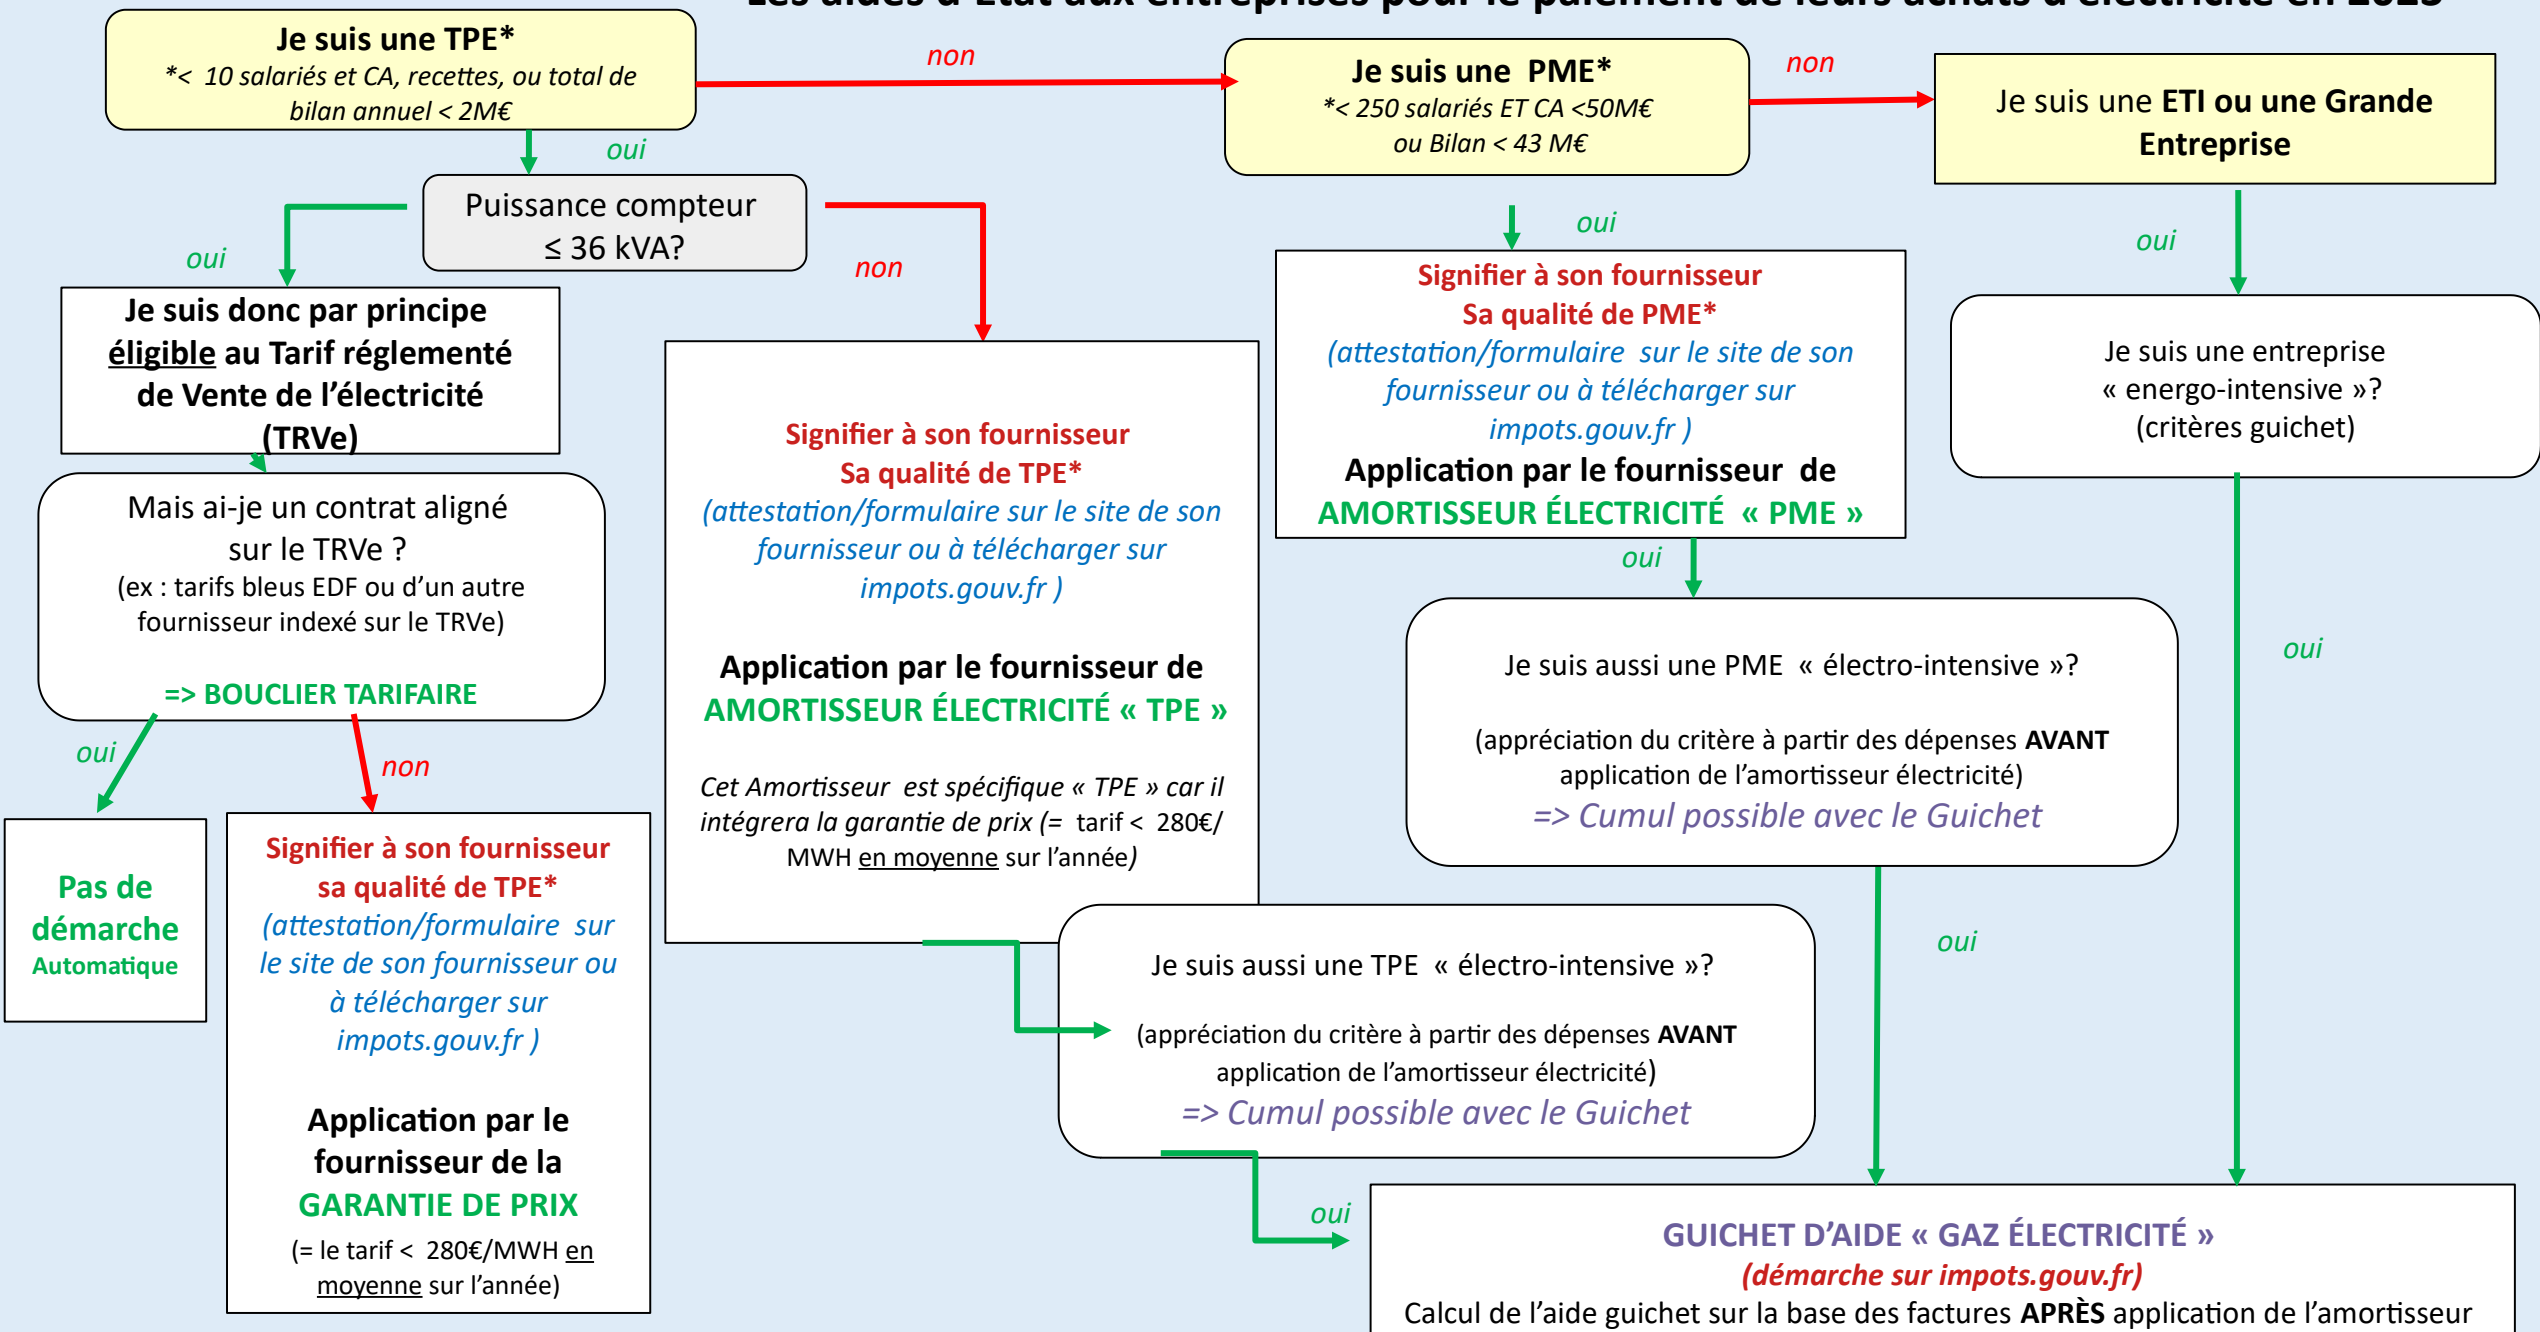 Les aides d'Etat aux entreprises pour le paiement de leurs achats d'électricité en 2023
Je suis une TPE*
*< 10 salariés et CA, recettes, ou total de
bilan annuel < 2M€
non
Je suis une PME*
*< 250 salariés ET CA <50M€
ou Bilan < 43 M€
non
Je suis une ETI ou une Grande
Entreprise
oui
Puissance compteur
≤ 36 kVA?
oui
non
oui
oui
Je suis donc par principe
éligible au Tarif réglementé
de Vente de l’électricité
(TRVe)
Mais ai-je un contrat aligné
sur le TRVe ?
(ex : tarifs bleus EDF ou d’un autre
fournisseur indexé sur le TRVe)
=> BOUCLIER TARIFAIRE
oui
non
Pas de
démarche
Automatique
Signifier à son fournisseur
sa qualité de TPE*
(attestation/formulaire sur
le site de son fournisseur ou
à télécharger sur
impots.gouv.fr )
Application par le
fournisseur de la
GARANTIE DE PRIX
(= le tarif < 280€/MWH en
moyenne sur l’année)
Signifier à son fournisseur
Sa qualité de TPE*
(attestation/formulaire sur le site de son
fournisseur ou à télécharger sur
impots.gouv.fr )
Application par le fournisseur de
AMORTISSEUR ÉLECTRICITÉ « TPE »
Cet Amortisseur est spécifique « TPE » car il
intégrera la garantie de prix (= tarif < 280€/
MWH en moyenne sur l’année)
Je suis aussi une TPE « électro-intensive »?
(appréciation du critère à partir des dépenses AVANT
application de l’amortisseur électricité)
=> Cumul possible avec le Guichet
oui
Signifier à son fournisseur
Sa qualité de PME*
(attestation/formulaire sur le site de son
fournisseur ou à télécharger sur
impots.gouv.fr )
Application par le fournisseur de
AMORTISSEUR ÉLECTRICITÉ « PME »
oui
Je suis aussi une PME « électro-intensive »?
(appréciation du critère à partir des dépenses AVANT
application de l’amortisseur électricité)
=> Cumul possible avec le Guichet
oui
Je suis une entreprise
« energo-intensive »?
(critères guichet)
oui
GUICHET D’AIDE « GAZ ÉLECTRICITÉ »
(démarche sur impots.gouv.fr)
Calcul de l’aide guichet sur la base des factures APRÈS application de l’amortisseur